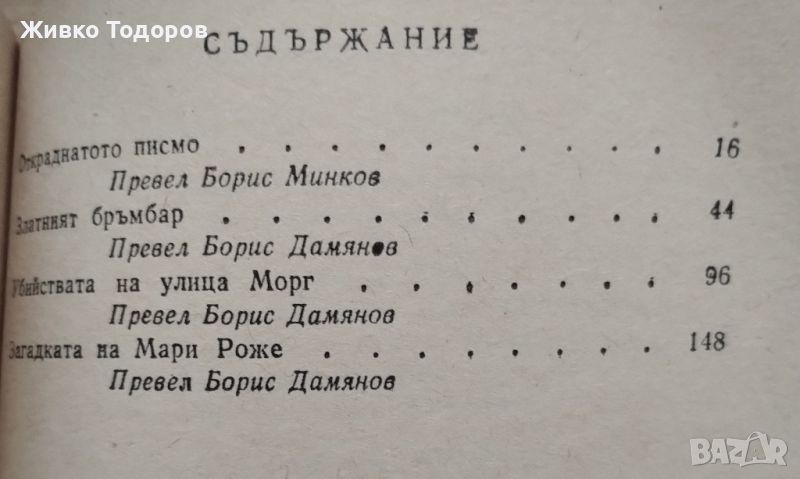 Живко Тодоров
СЪДЪРЖАНИЕ
Откраднатото писмо . . . . . . . . . . 16
Превел Борис Минков
Златният бръмбар . . . . . . . . . . 44
Превел Борис Дамянов
Убийствата на улица Морг . . . . . . . 96
Превел Борис Дамянов
Загадката на Мари Роже . . . . . . . . 148
Превел Борис Дамянов
BAZAR